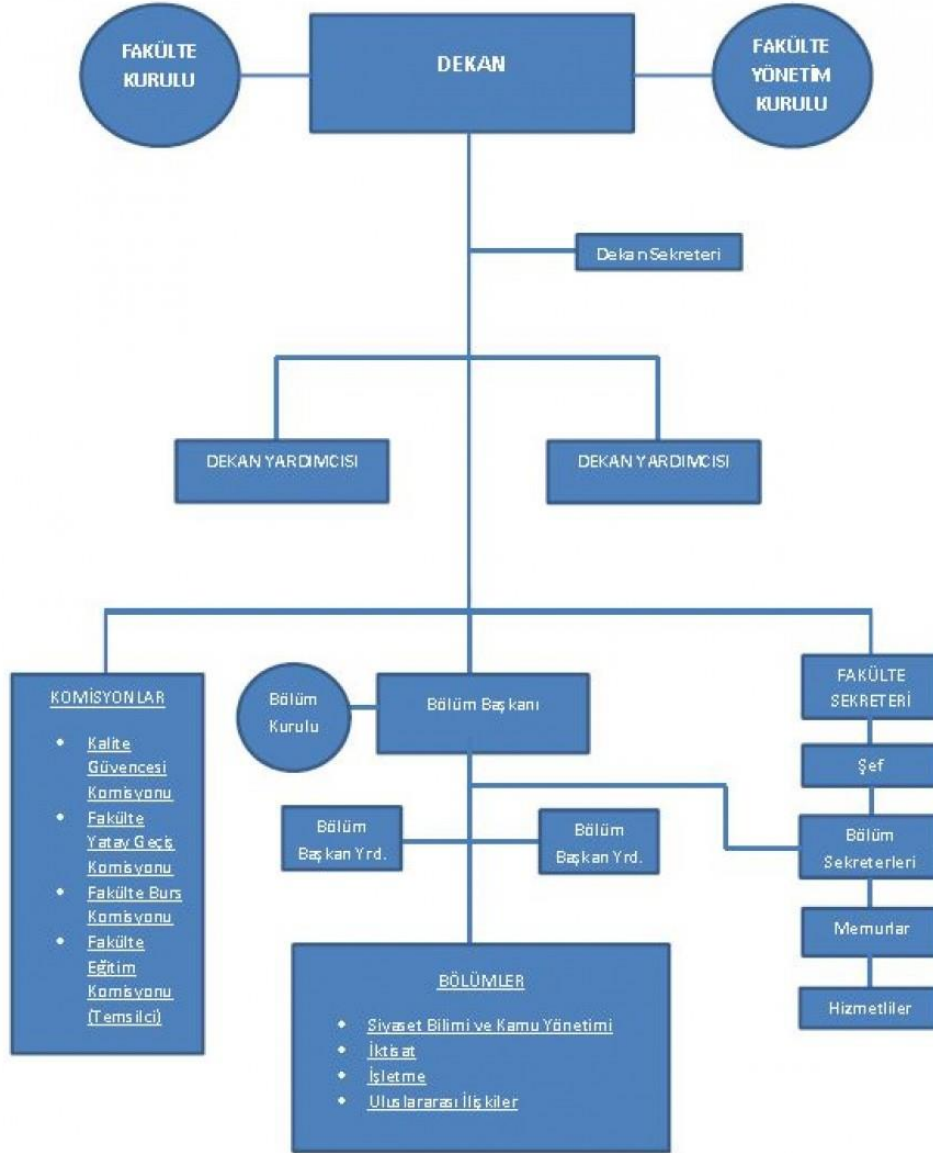 FAKÜLTE
KURULU
DEKAN
FAKÜLTE
YÖNETİM
KURULU
Dekan Sekreteri
DEKAN YARDIMCISI
DEKAN YARDIMCISI
KOMİSYONLAR
• Kalite
Güvencesi
Komisyonu
• Fakülte
Yatay Geçiş
Komisyonu
• Fakülte Burs
Komisyonu
• Fakülte
Eğitim
Komisyonu
(Temsilci)
Bölüm
Kurulu
Bölüm Başkanı
Bölüm
Başkan Yrd.
Bölüm
Başkan Yrd.
BÖLÜMLER
• Siyaset Bilimi ve Kamu Yönetimi
• İktisat
• İşletme
• Uluslararası İlişkiler
FAKÜLTE
SEKRETERİ
Şef
Bölüm
Sekreterleri
Memurlar
Hizmetliler